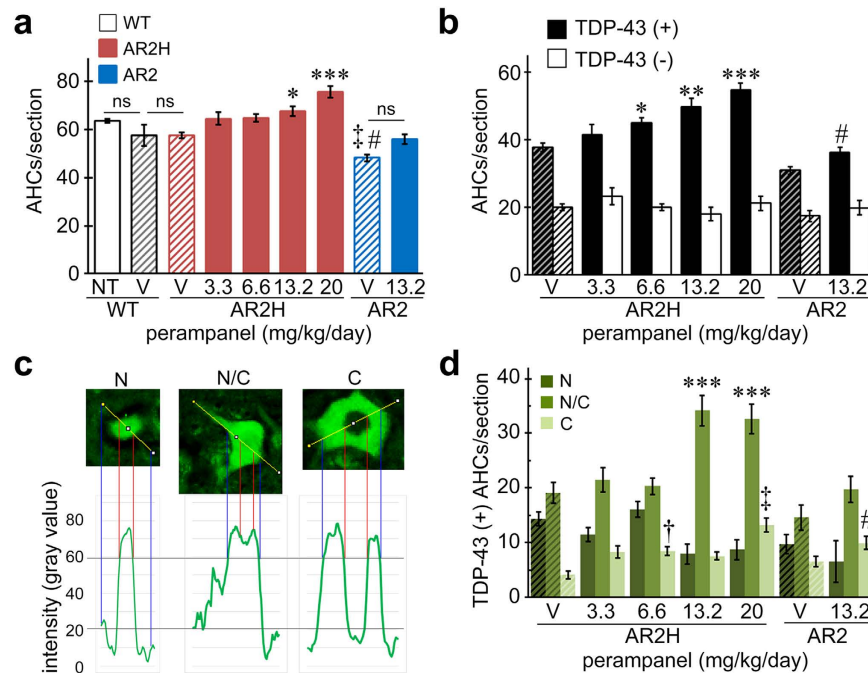 a
WT
AR2H
AR2
AHCs/section
80
60
40
20
0
ns
ns
*
***
ns
‡ #
NT V V 3.3 6.6 13.2 20 V 13.2
WT AR2H AR2
perampanel (mg/kg/day)
b
TDP-43 (+)
TDP-43 (-)
AHCs/section
60
40
20
0
*
**
***
#
V 3.3 6.6 13.2 20 V 13.2
AR2H AR2
perampanel (mg/kg/day)
c
N N/C C
intensity (gray value)
80
60
40
20
0
d
N
N/C
C
TDP-43 (+) AHCs/section
40
30
20
10
0
***
***
†
‡
#
V 3.3 6.6 13.2 20 V 13.2
AR2H AR2
perampanel (mg/kg/day)